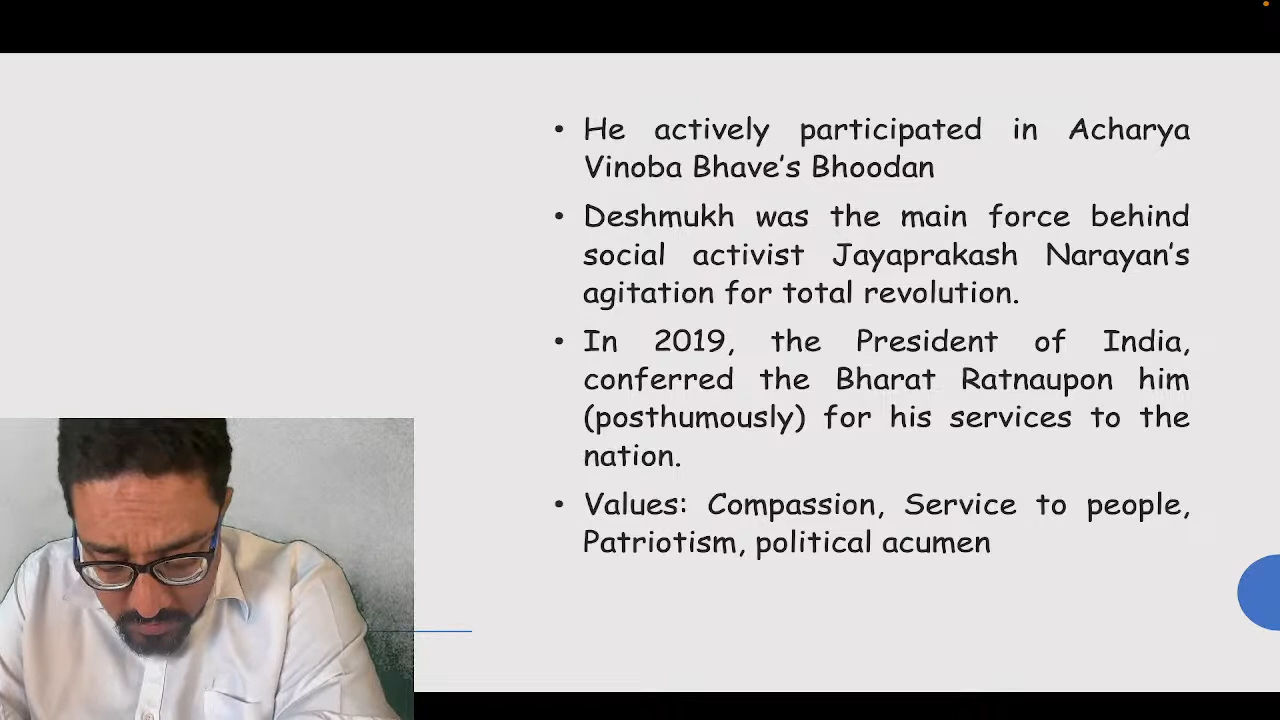 • He actively participated in Acharya
Vinoba Bhave's Bhoodan
• Deshmukh was the main force behind
social activist Jayaprakash Narayan's
agitation for total revolution.
• In 2019, the President of India,
conferred the Bharat Ratnaupon him
(posthumously) for his services to the
nation.
• Values: Compassion, Service to people,
Patriotism, political acumen